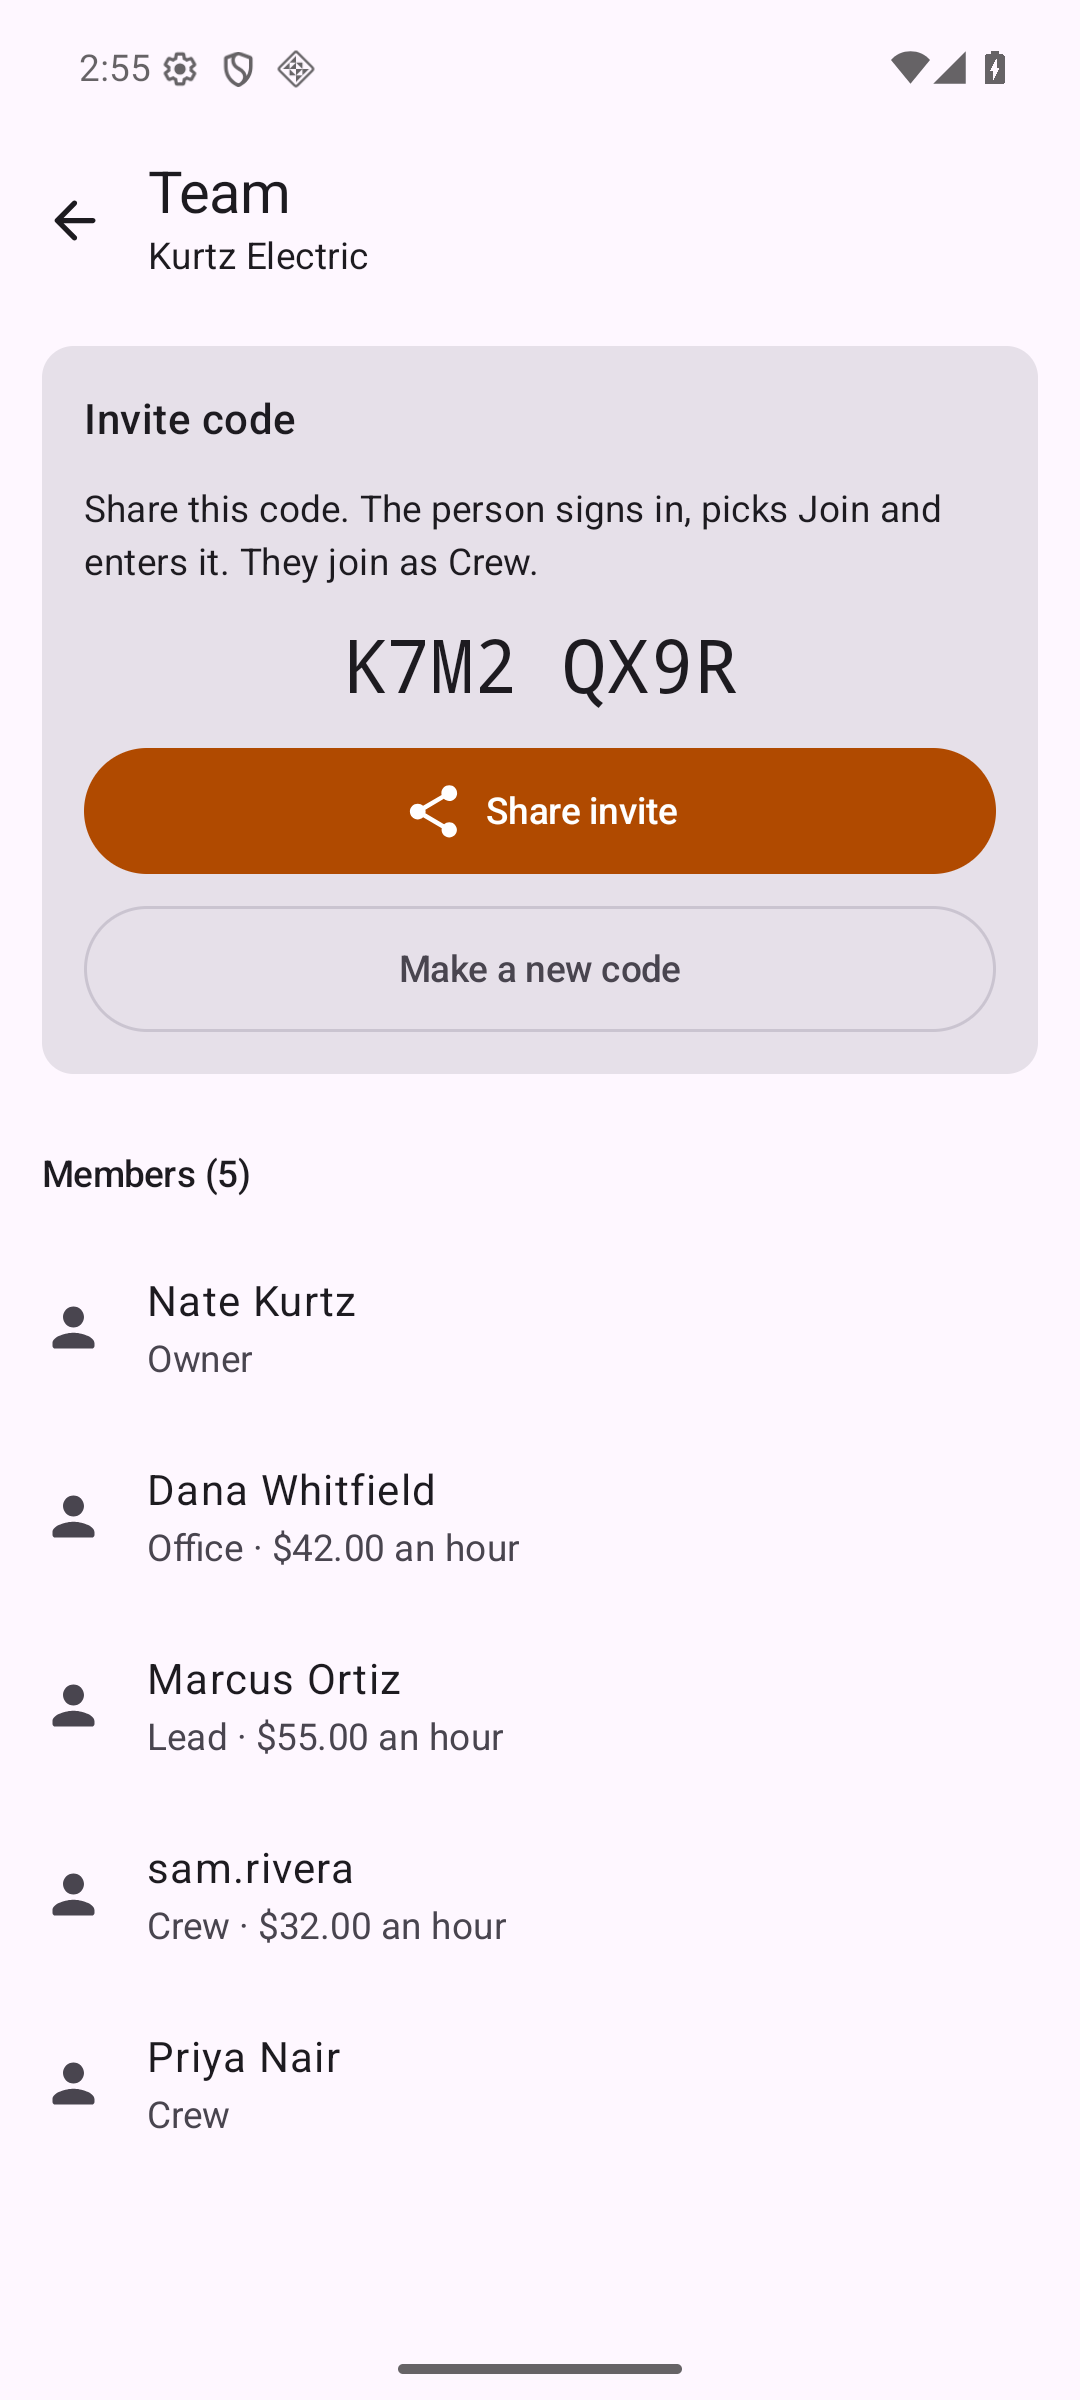 2:55
Team
Kurtz Electric
Invite code
Share this code. The person signs in, picks Join and
enters it. They join as Crew.
K7M2 QX9R
Share invite
Make a new code
Members (5)
Nate Kurtz
Owner
Dana Whitfield
Office · $42.00 an hour
Marcus Ortiz
Lead · $55.00 an hour
sam.rivera
Crew · $32.00 an hour
Priya Nair
Crew